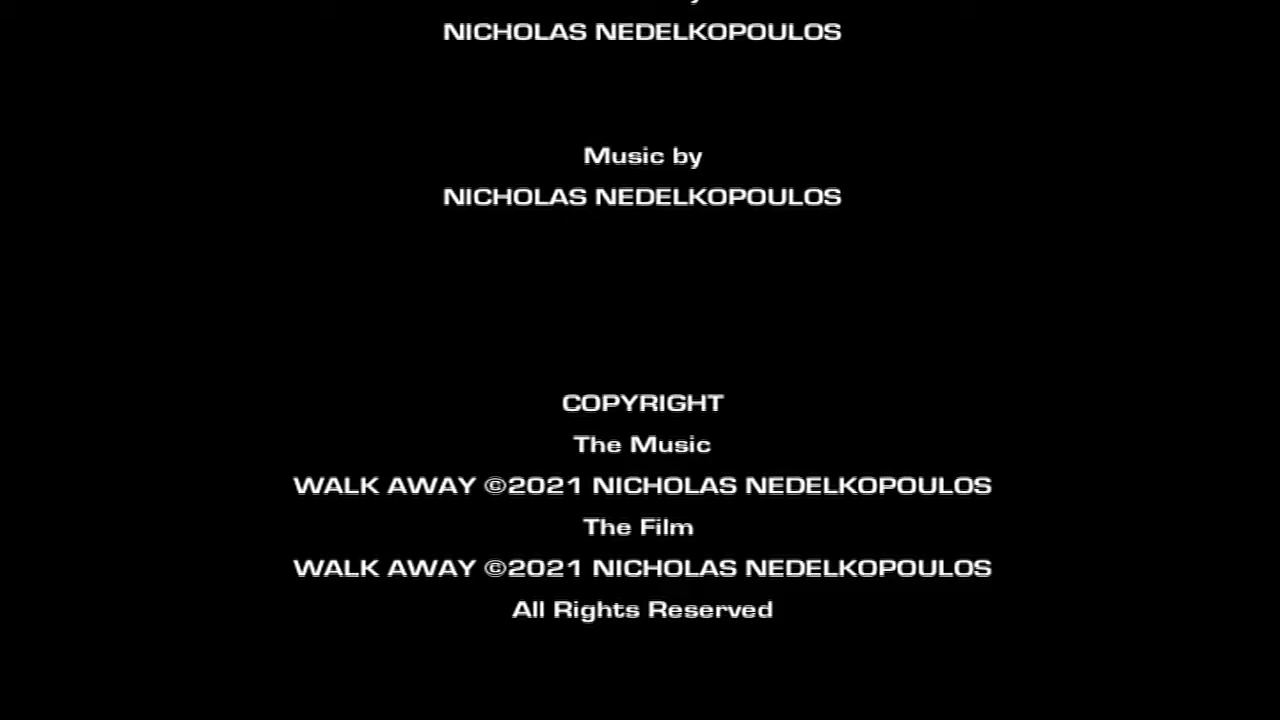 NICHOLAS NEDELKOPOULOS
Music by
NICHOLAS NEDELKOPOULOS
COPYRIGHT
The Music
WALK AWAY ©2021 NICHOLAS NEDELKOPOULOS
The Film
WALK AWAY ©2021 NICHOLAS NEDELKOPOULOS
All Rights Reserved